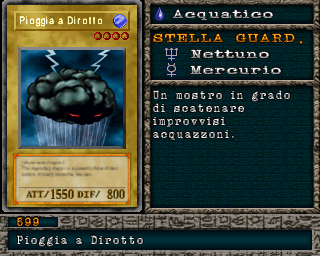 Pioggia a Dirotto
ATT/1550 DIF/ 800
Acquatico
STELLA GUARD.
Nettuno
Mercurio
Un mostro in grado
di scatenare
improvvisi
acquazzoni.
599
Pioggia a Dirotto